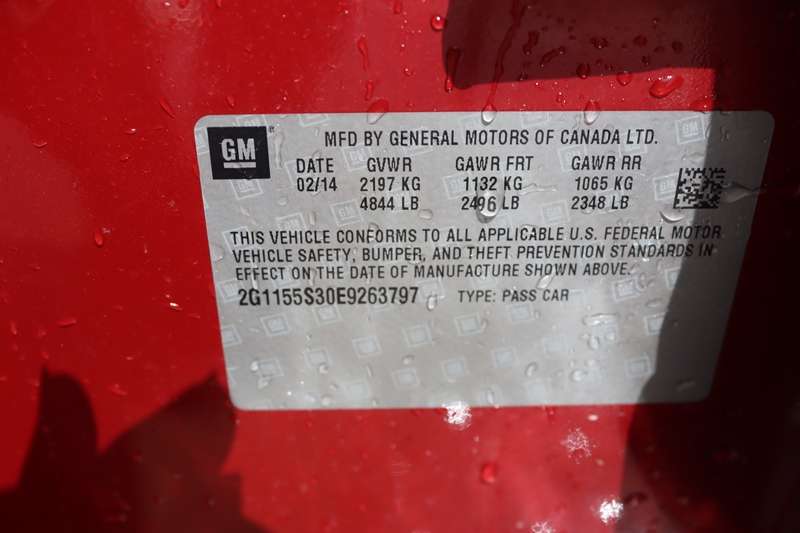 GM
MFD BY GENERAL MOTORS OF CANADA LTD.
DATE GVWR GAWR FRT GAWR RR
02/14 2197 KG 1132 KG 1065 KG
4844 LB 2496 LB 2348 LB
THIS VEHICLE CONFORMS TO ALL APPLICABLE U.S. FEDERAL MOTOR
VEHICLE SAFETY, BUMPER, AND THEFT PREVENTION STANDARDS IN
EFFECT ON THE DATE OF MANUFACTURE SHOWN ABOVE.
2G1155S30E9263797 TYPE: PASS CAR